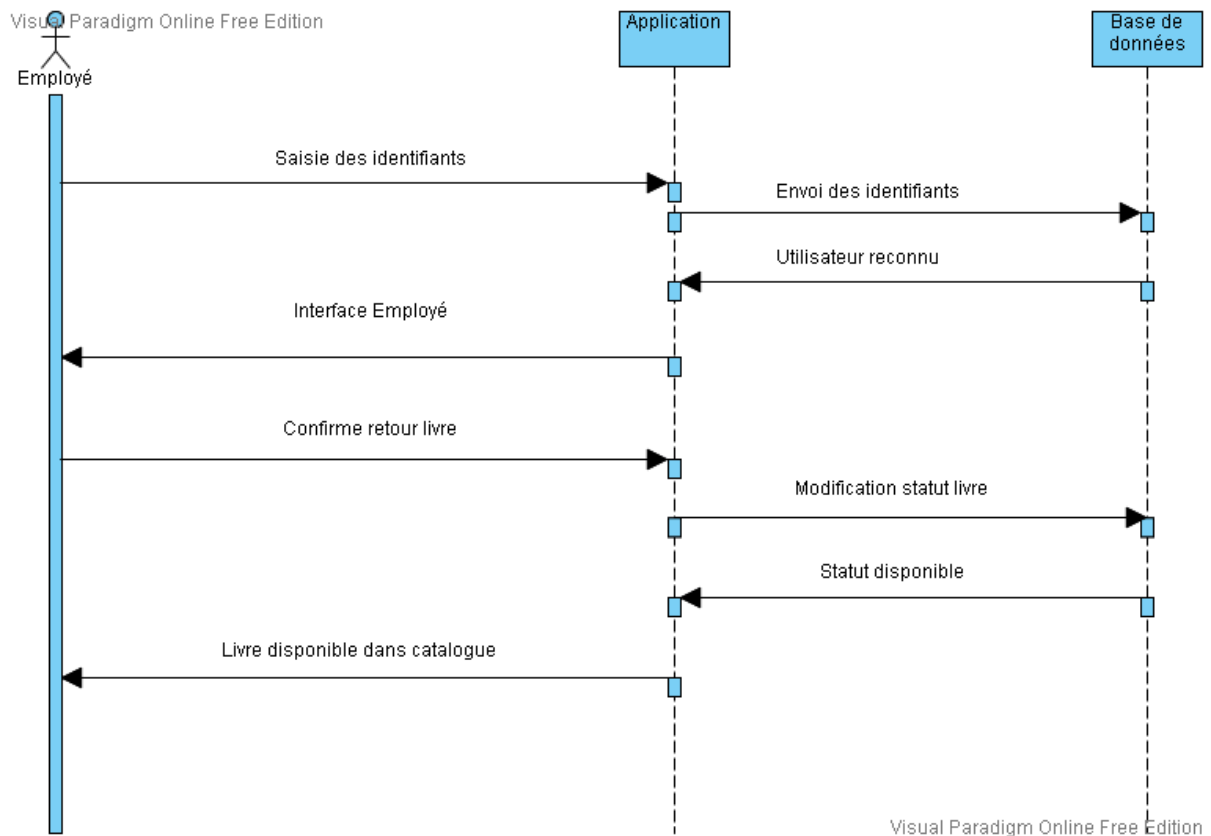 Visual Paradigm Online Free Edition
Employé
Application
Base de
données
Saisie des identifiants
Envoi des identifiants
Utilisateur reconnu
Interface Employé
Confirme retour livre
Modification statut livre
Statut disponible
Livre disponible dans catalogue
Visual Paradigm Online Free Edition